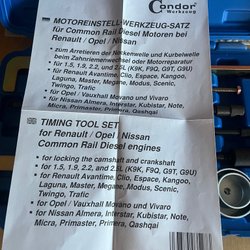 Condor
Werkzeug
MOTOREINSTELL-WERKZEUG-SATZ
für Common Rail Diesel Motoren bei
Renault / Opel / Nissan
zum Arretieren der Nockenwelle und Kurbelwelle
beim Zahnriemenwechsel oder Motorreparatur
für 1.5, 1.9, 2.2, und 2.5L (K9K, F9Q, G9T, G9U)
für Renault Avantime, Clio, Espace, Kangoo,
Laguna, Master, Megane, Modus, Scenic,
Twingo, Trafic
für Opel / Vauxhall Movano und Vivaro
für Nissan Almera, Interstar, Kubistar, Note,
Micra, Primastar, Primera, Qashqai
TIMING TOOL SET
for Renault / Opel / Nissan
Common Rail Diesel engines
for locking the camshaft and crankshaft
for 1.5, 1.9, 2.2, and 2.5L (K9K, F9Q, G9T, G9U)
for Renault Avantime, Clio, Espace, Kangoo,
Laguna, Master, Megane, Modus, Scenic,
Twingo, Trafic
for Opel / Vauxhall Movano and Vivaro
for Nissan Almera, Interstar, Kubistar, Note,
Micra, Primastar, Primera, Qashqai